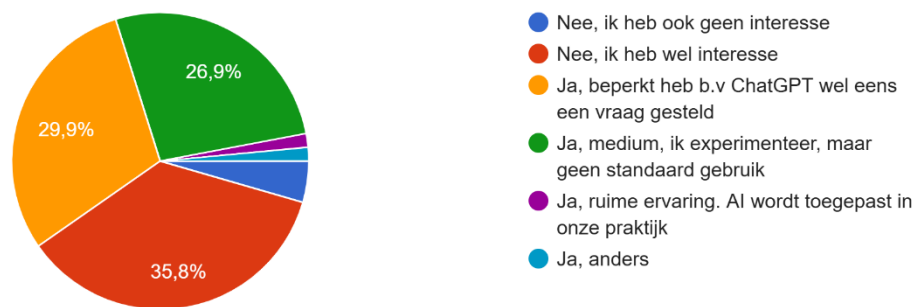 26,9%
29,9%
35,8%
Nee, ik heb ook geen interesse
Nee, ik heb wel interesse
Ja, beperkt heb b.v ChatGPT wel eens
een vraag gesteld
Ja, medium, ik experimenteer, maar
geen standaard gebruik
Ja, ruime ervaring. AI wordt toegepast in
onze praktijk
Ja, anders